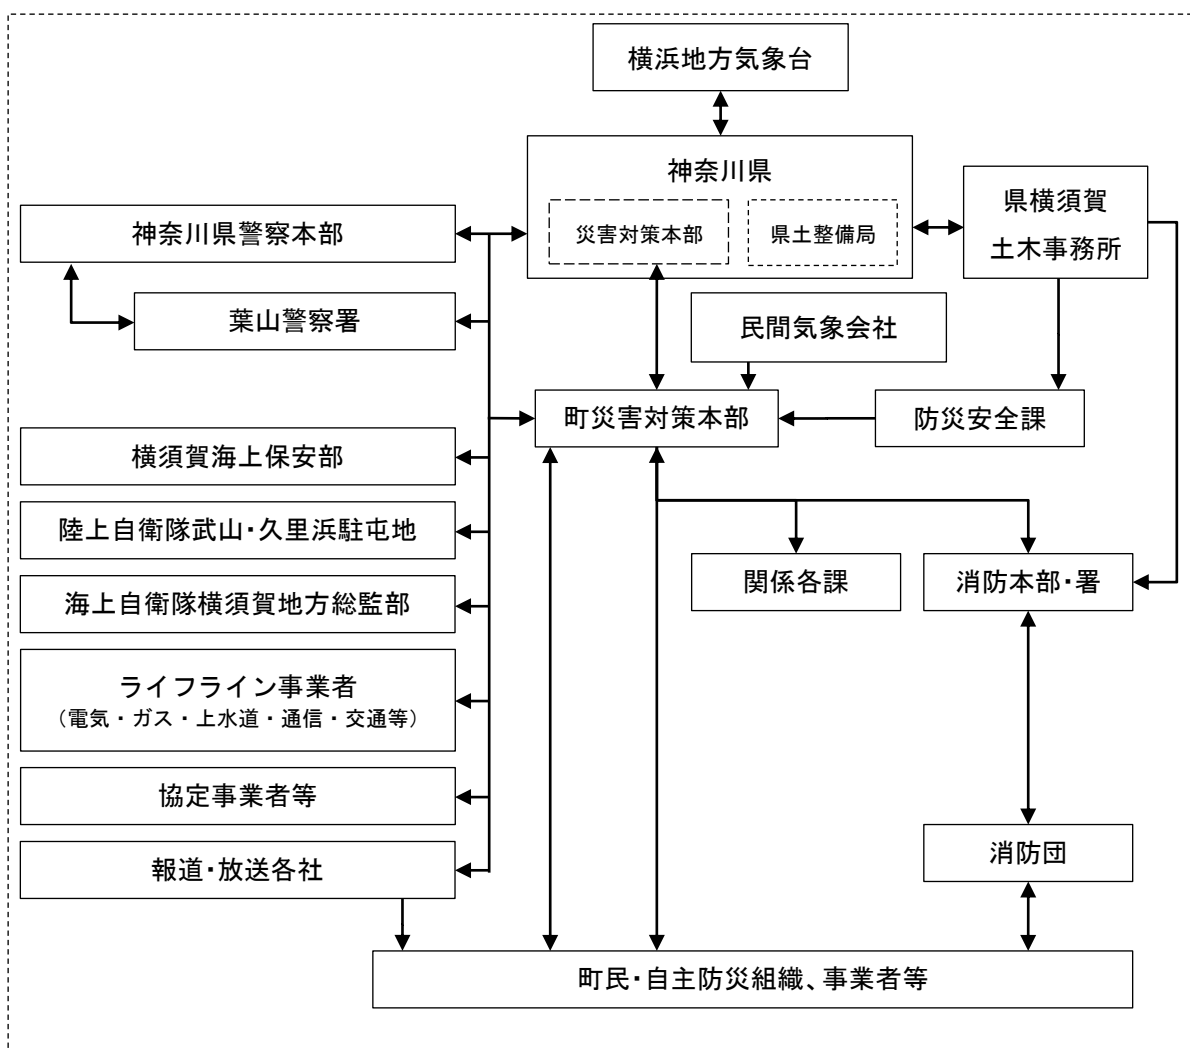 横浜地方気象台
神奈川県
災害対策本部
県土整備局
県横須賀
土木事務所
神奈川県警察本部
葉山警察署
民間気象会社
町災害対策本部
防災安全課
横須賀海上保安部
陸上自衛隊武山・久里浜駐屯地
海上自衛隊横須賀地方総監部
関係各課
消防本部・署
ライフライン事業者
（電気・ガス・上水道・通信・交通等）
協定事業者等
報道・放送各社
消防団
町民・自主防災組織、事業者等